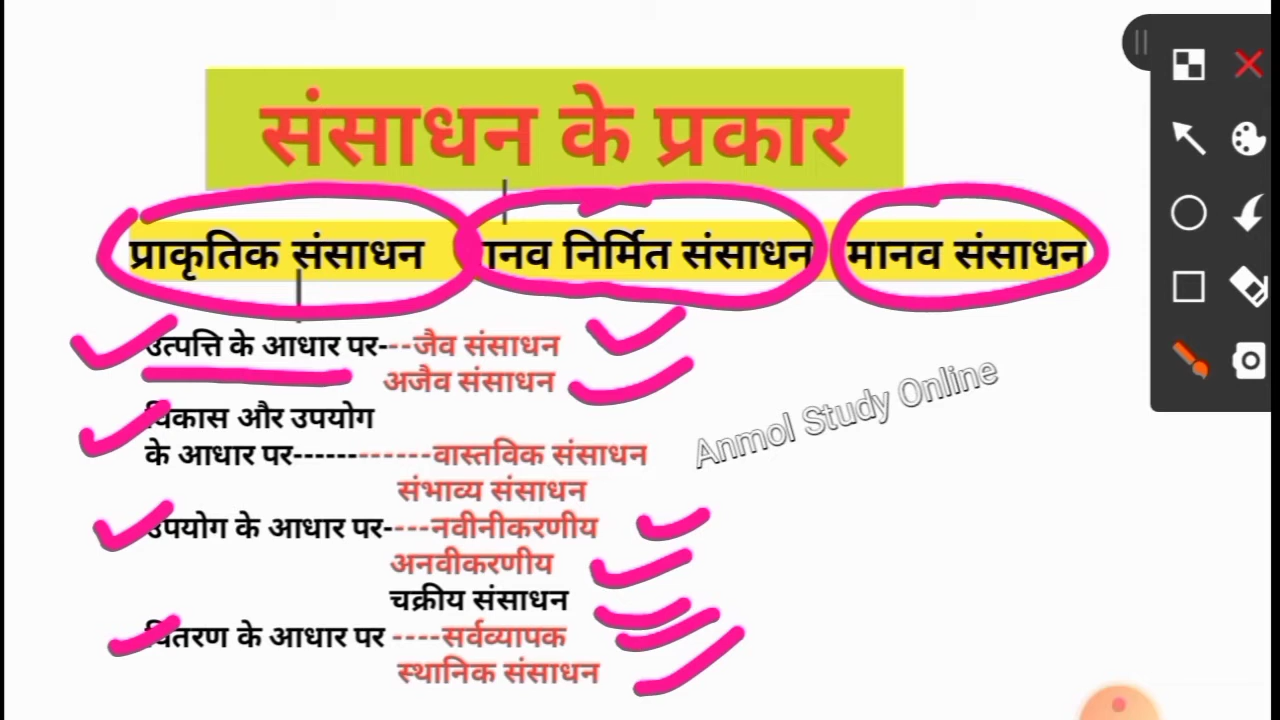 संसाधन के प्रकार
प्राकृतिक संसाधन मानव निर्मित संसाधन मानव संसाधन
उत्पत्ति के आधार पर---जैव संसाधन
अजैव संसाधन
विकास और उपयोग
के आधार पर------------वास्तविक संसाधन
संभाव्य संसाधन
उपयोग के आधार पर----नवीनीकरणीय
अनवीकरणीय
चक्रीय संसाधन
वितरण के आधार पर ----सर्वव्यापक
स्थानिक संसाधन
Anmol Study Online